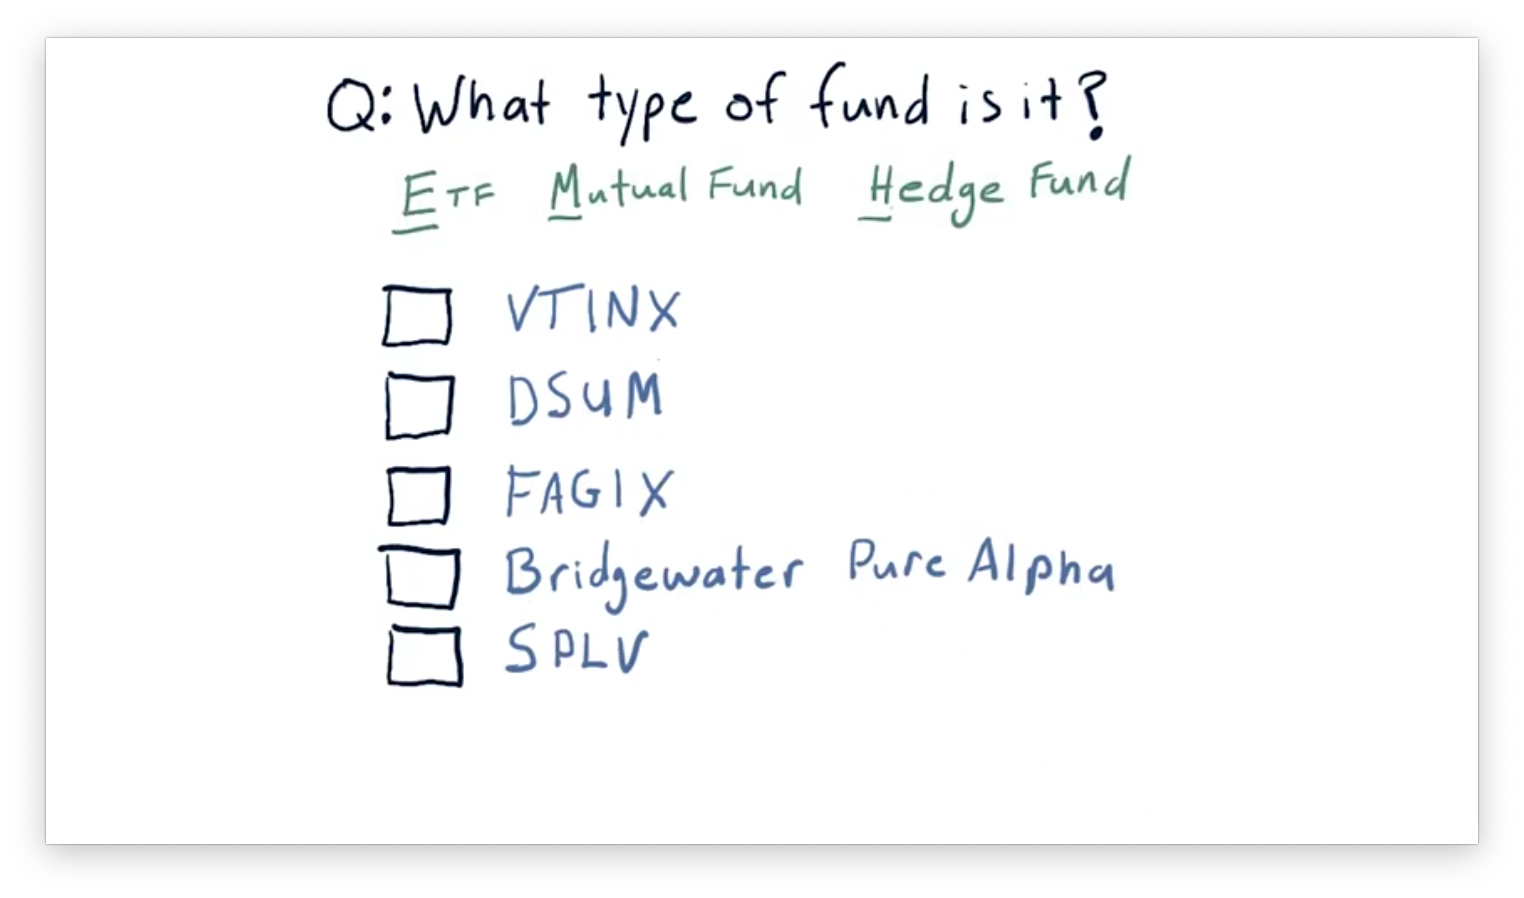 Q: What type of fund is it?
ETF Mutual Fund Hedge Fund
VTINX
DSUM
FAGIX
Bridgewater Pure Alpha
SPLV